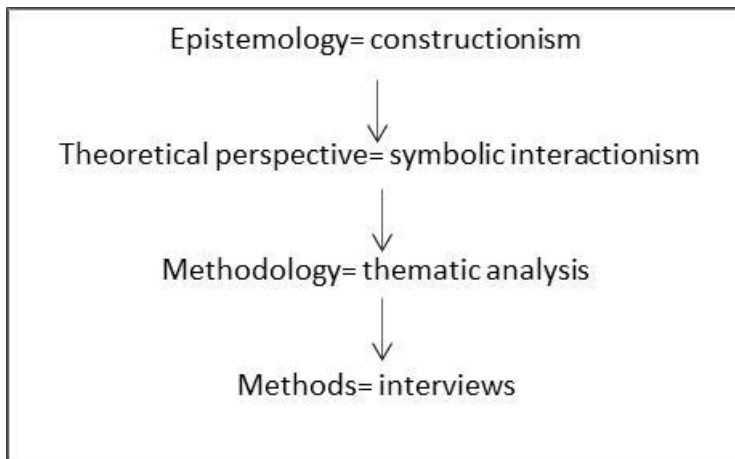 Epistemology= constructionism
Theoretical perspective= symbolic interactionism
Methodology= thematic analysis
Methods= interviews